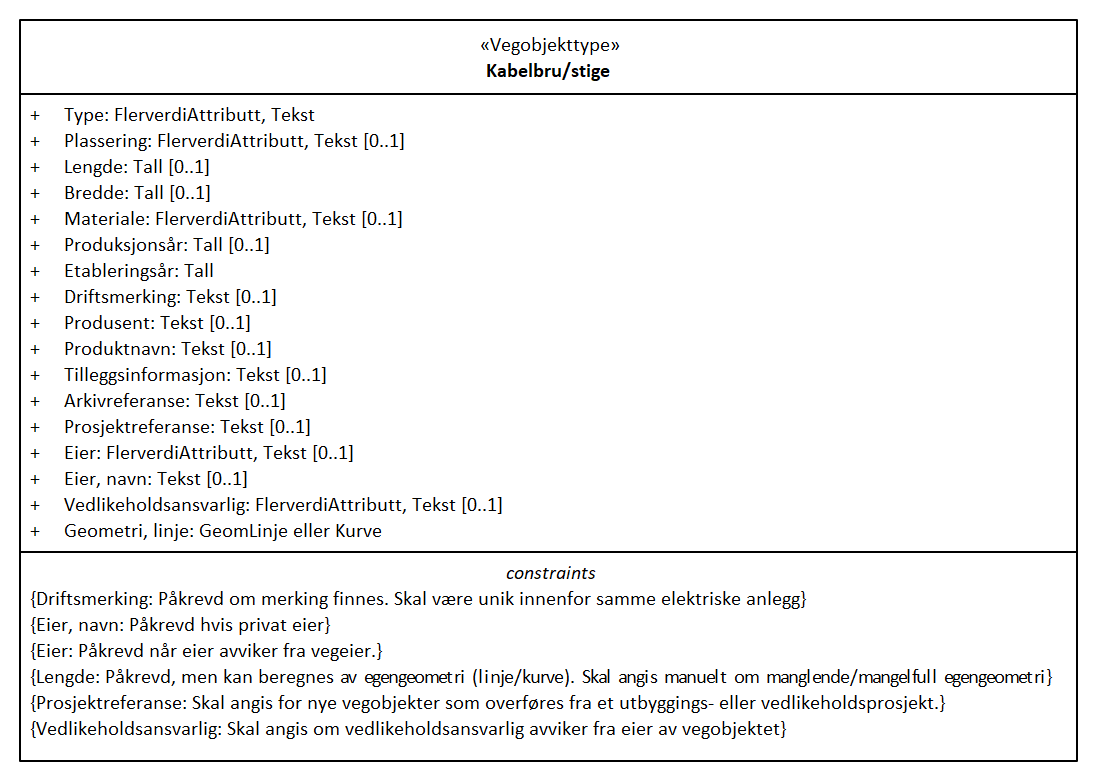 «Vegobjekttype»
Kabelbru/stige
+ Type: FlerverdiAttributt, Tekst
+ Plassering: FlerverdiAttributt, Tekst [0..1]
+ Lengde: Tall [0..1]
+ Bredde: Tall [0..1]
+ Materiale: FlerverdiAttributt, Tekst [0..1]
+ Produksjonsår: Tall [0..1]
+ Etableringsår: Tall
+ Driftsmerking: Tekst [0..1]
+ Produsent: Tekst [0..1]
+ Produktnavn: Tekst [0..1]
+ Tilleggsinformasjon: Tekst [0..1]
+ Arkivreferanse: Tekst [0..1]
+ Prosjektreferanse: Tekst [0..1]
+ Eier: FlerverdiAttributt, Tekst [0..1]
+ Eier, navn: Tekst [0..1]
+ Vedlikeholdsansvarlig: FlerverdiAttributt, Tekst [0..1]
+ Geometri, linje: GeomLinje eller Kurve
constraints
{Driftsmerking: Påkrevd om merking finnes. Skal være unik innenfor samme elektriske anlegg}
{Eier, navn: Påkrevd hvis privat eier}
{Eier: Påkrevd når eier avviker fra vegeier.}
{Lengde: Påkrevd, men kan beregnes av egengeometri (linje/kurve). Skal angis manuelt om manglende/mangelfull egengeometri}
{Prosjektreferanse: Skal angis for nye vegobjekter som overføres fra et utbyggings- eller vedlikeholdsprosjekt.}
{Vedlikeholdsansvarlig: Skal angis om vedlikeholdsansvarlig avviker fra eier av vegobjektet}